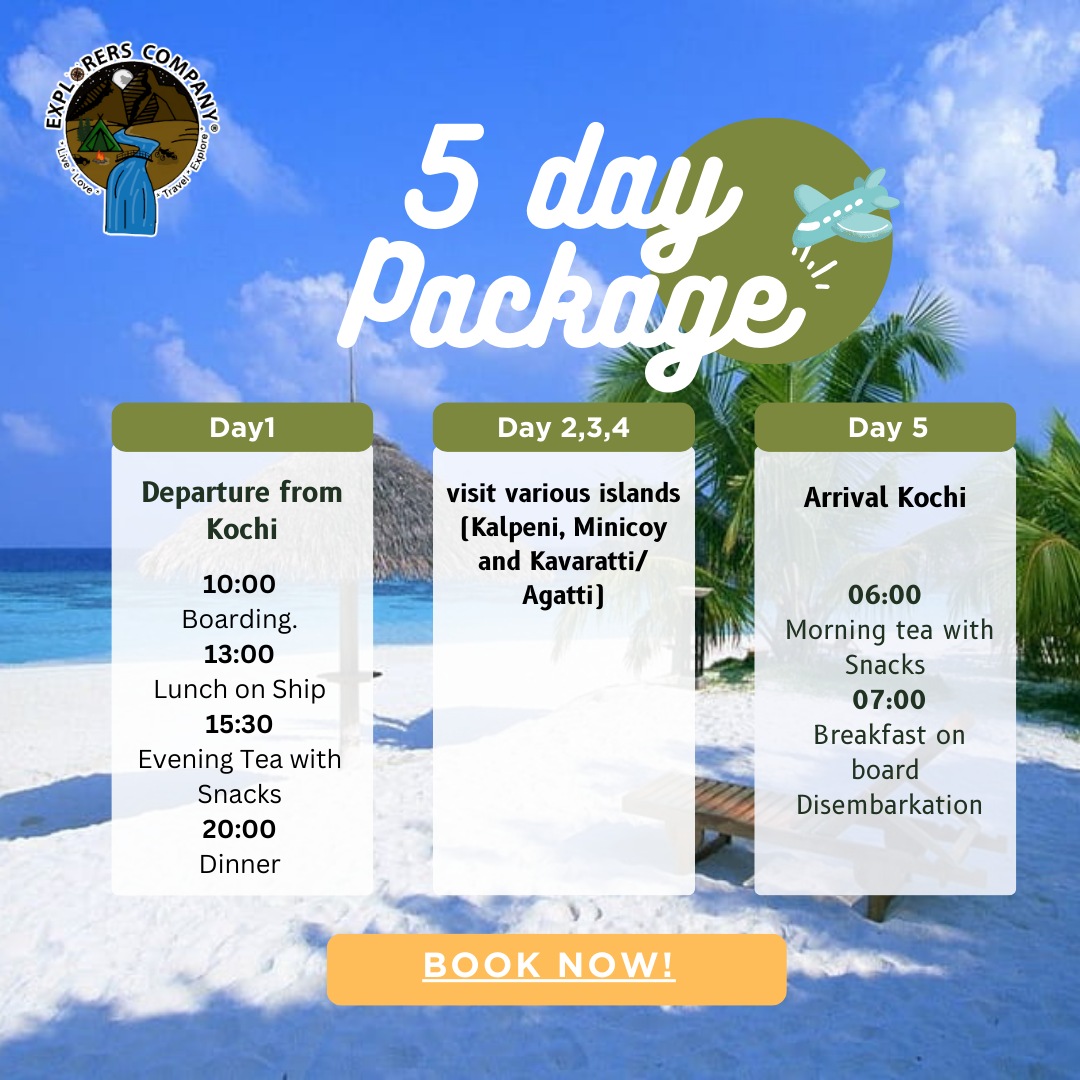 EXPLORERS COMPANY®
• Live • Love • Travel • Explore
5 day
Package
Day1
Departure from
Kochi
10:00
Boarding.
13:00
Lunch on Ship
15:30
Evening Tea with
Snacks
20:00
Dinner
Day 2,3,4
visit various islands
(Kalpeni, Minicoy
and Kavaratti/
Agatti)
Day 5
Arrival Kochi
06:00
Morning tea with
Snacks
07:00
Breakfast on
board
Disembarkation
BOOK NOW!